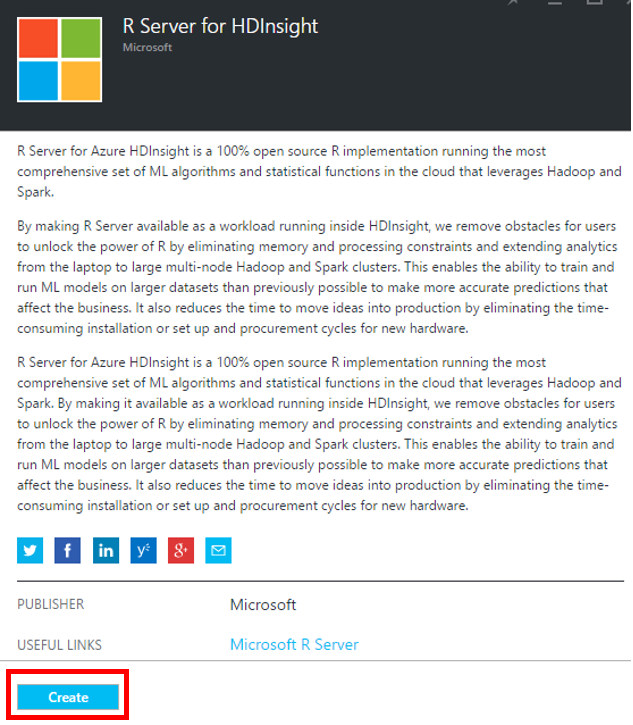 R Server for HDInsight
Microsoft
R Server for Azure HDInsight is a 100% open source R implementation running the most
comprehensive set of ML algorithms and statistical functions in the cloud that leverages Hadoop and
Spark.
By making R Server available as a workload running inside HDInsight, we remove obstacles for users
to unlock the power of R by eliminating memory and processing constraints and extending analytics
from the laptop to large multi-node Hadoop and Spark clusters. This enables the ability to train and
run ML models on larger datasets than previously possible to make more accurate predictions that
affect the business. It also reduces the time to move ideas into production by eliminating the time-
consuming installation or set up and procurement cycles for new hardware.
R Server for Azure HDInsight is a 100% open source R implementation running the most
comprehensive set of ML algorithms and statistical functions in the cloud that leverages Hadoop and
Spark. By making it available as a workload running inside HDInsight, we remove obstacles for users
to unlock the power of R by eliminating memory and processing constraints and extending analytics
from the laptop to large multi-node Hadoop and Spark clusters. This enables the ability to train and
run ML models on larger datasets than previously possible to make more accurate predictions that
affect the business. It also reduces the time to move ideas into production by eliminating the time-
consuming installation or set up and procurement cycles for new hardware.
PUBLISHER Microsoft
USEFUL LINKS Microsoft R Server
Create